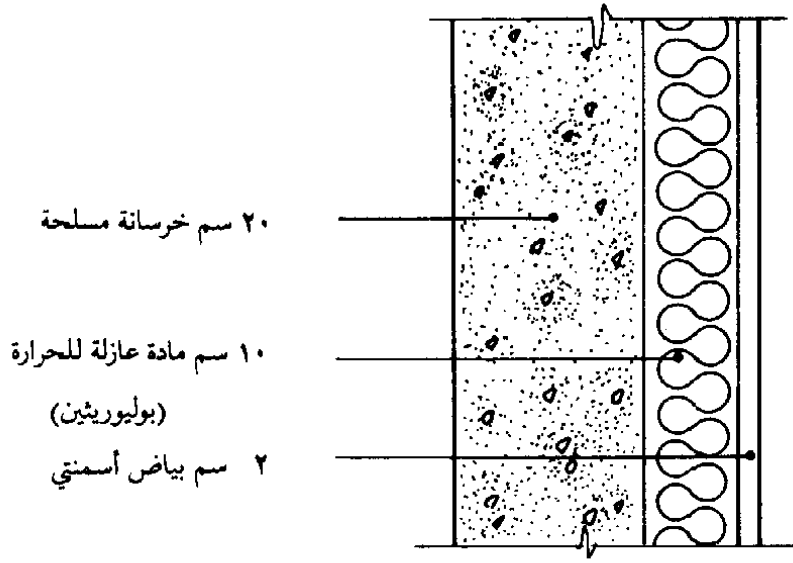 ٢٠ سم خرسانة مسلحة
١٠ سم مادة عازلة للحرارة
(بوليوريثين)
٢ سم بياض أسمنتي